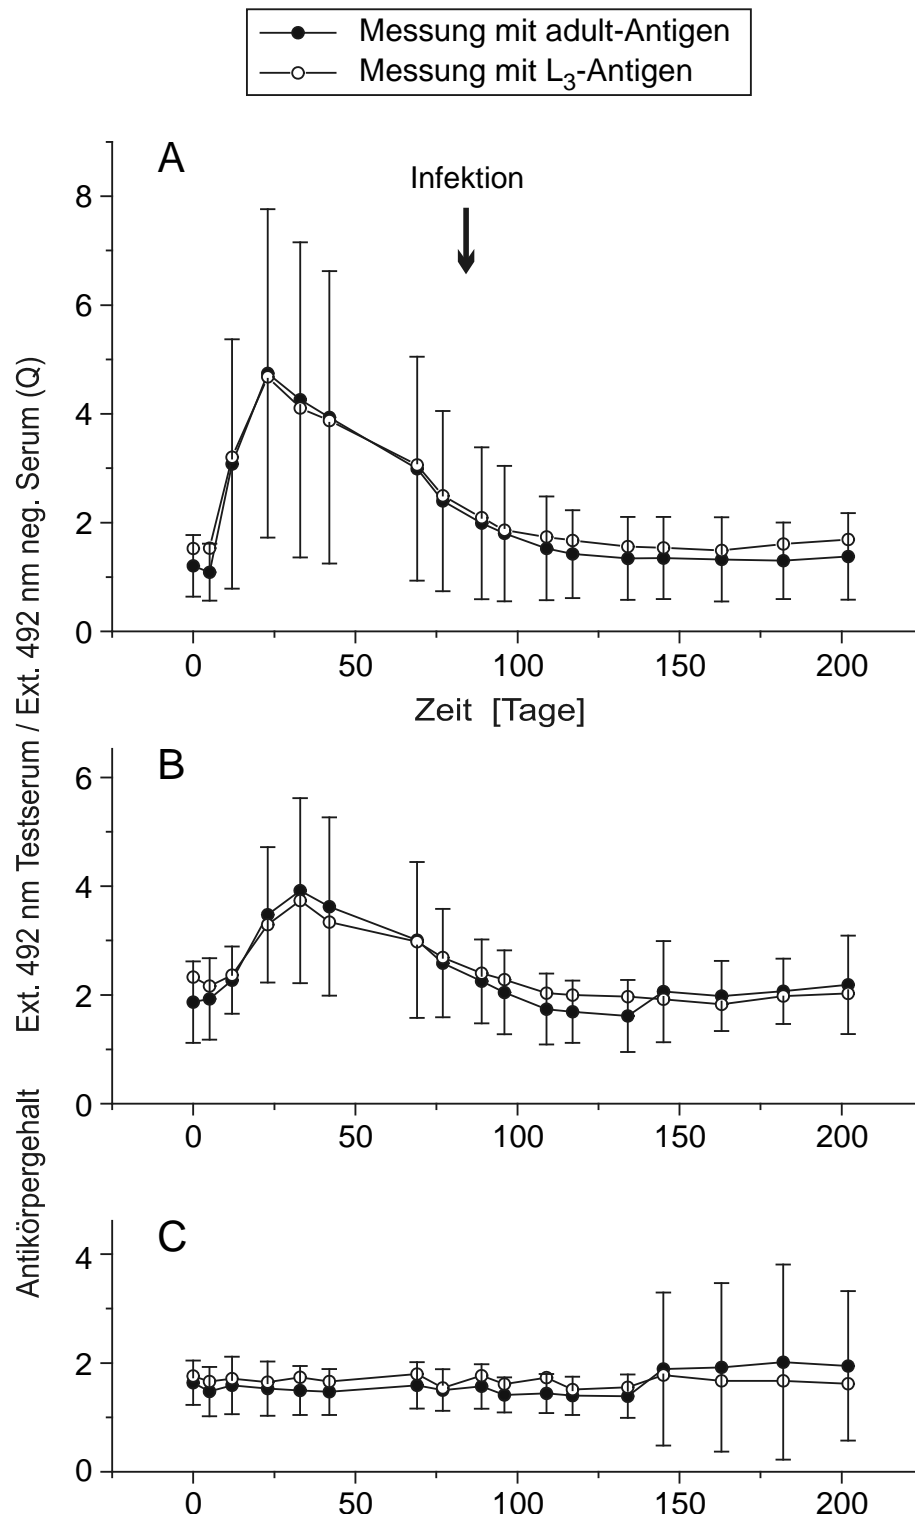 Messung mit adult-Antigen
Messung mit L3-Antigen
A
Infektion
8
6
4
2
0
0 50 100 150 200
Zeit [Tage]
B
6
4
2
0
0 50 100 150 200
C
4
2
0
0 50 100 150 200
Antikörpergehalt Ext. 492 nm Testserum / Ext. 492 nm neg. Serum (Q)